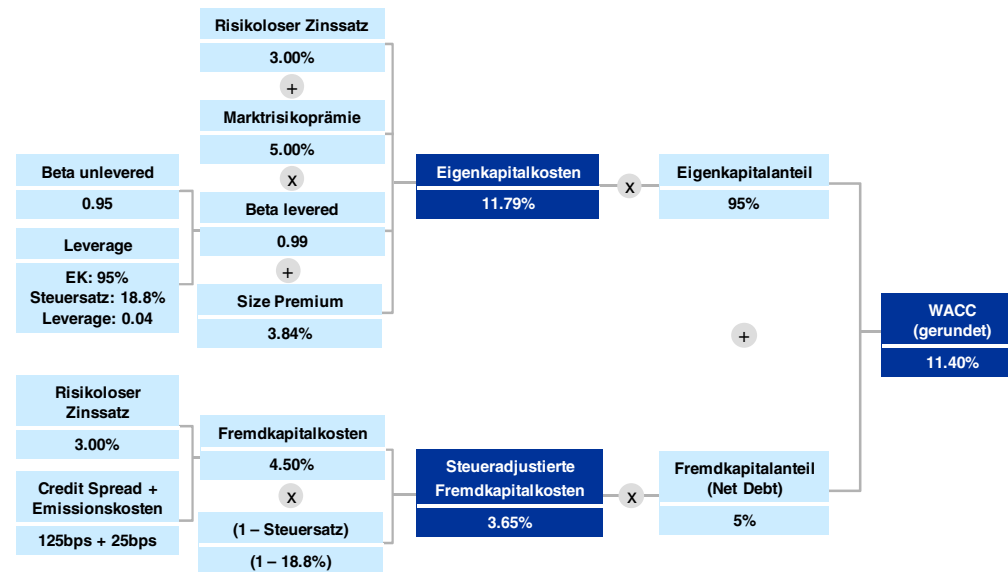 Risikoloser Zinssatz
3.00%
+
Marktrisikoprämie
5.00%
x
Beta unlevered
0.95
Beta levered
0.99
Leverage
EK: 95%
Steuersatz: 18.8%
Leverage: 0.04
+
Size Premium
3.84%
Eigenkapitalkosten
11.79%
x
Eigenkapitalanteil
95%
+
WACC
(gerundet)
11.40%
Risikoloser
Zinssatz
3.00%
Credit Spread +
Emissionskosten
125bps + 25bps
Fremdkapitalkosten
4.50%
x
(1 – Steuersatz)
(1 – 18.8%)
Steueradjustierte
Fremdkapitalkosten
3.65%
x
Fremdkapitalanteil
(Net Debt)
5%